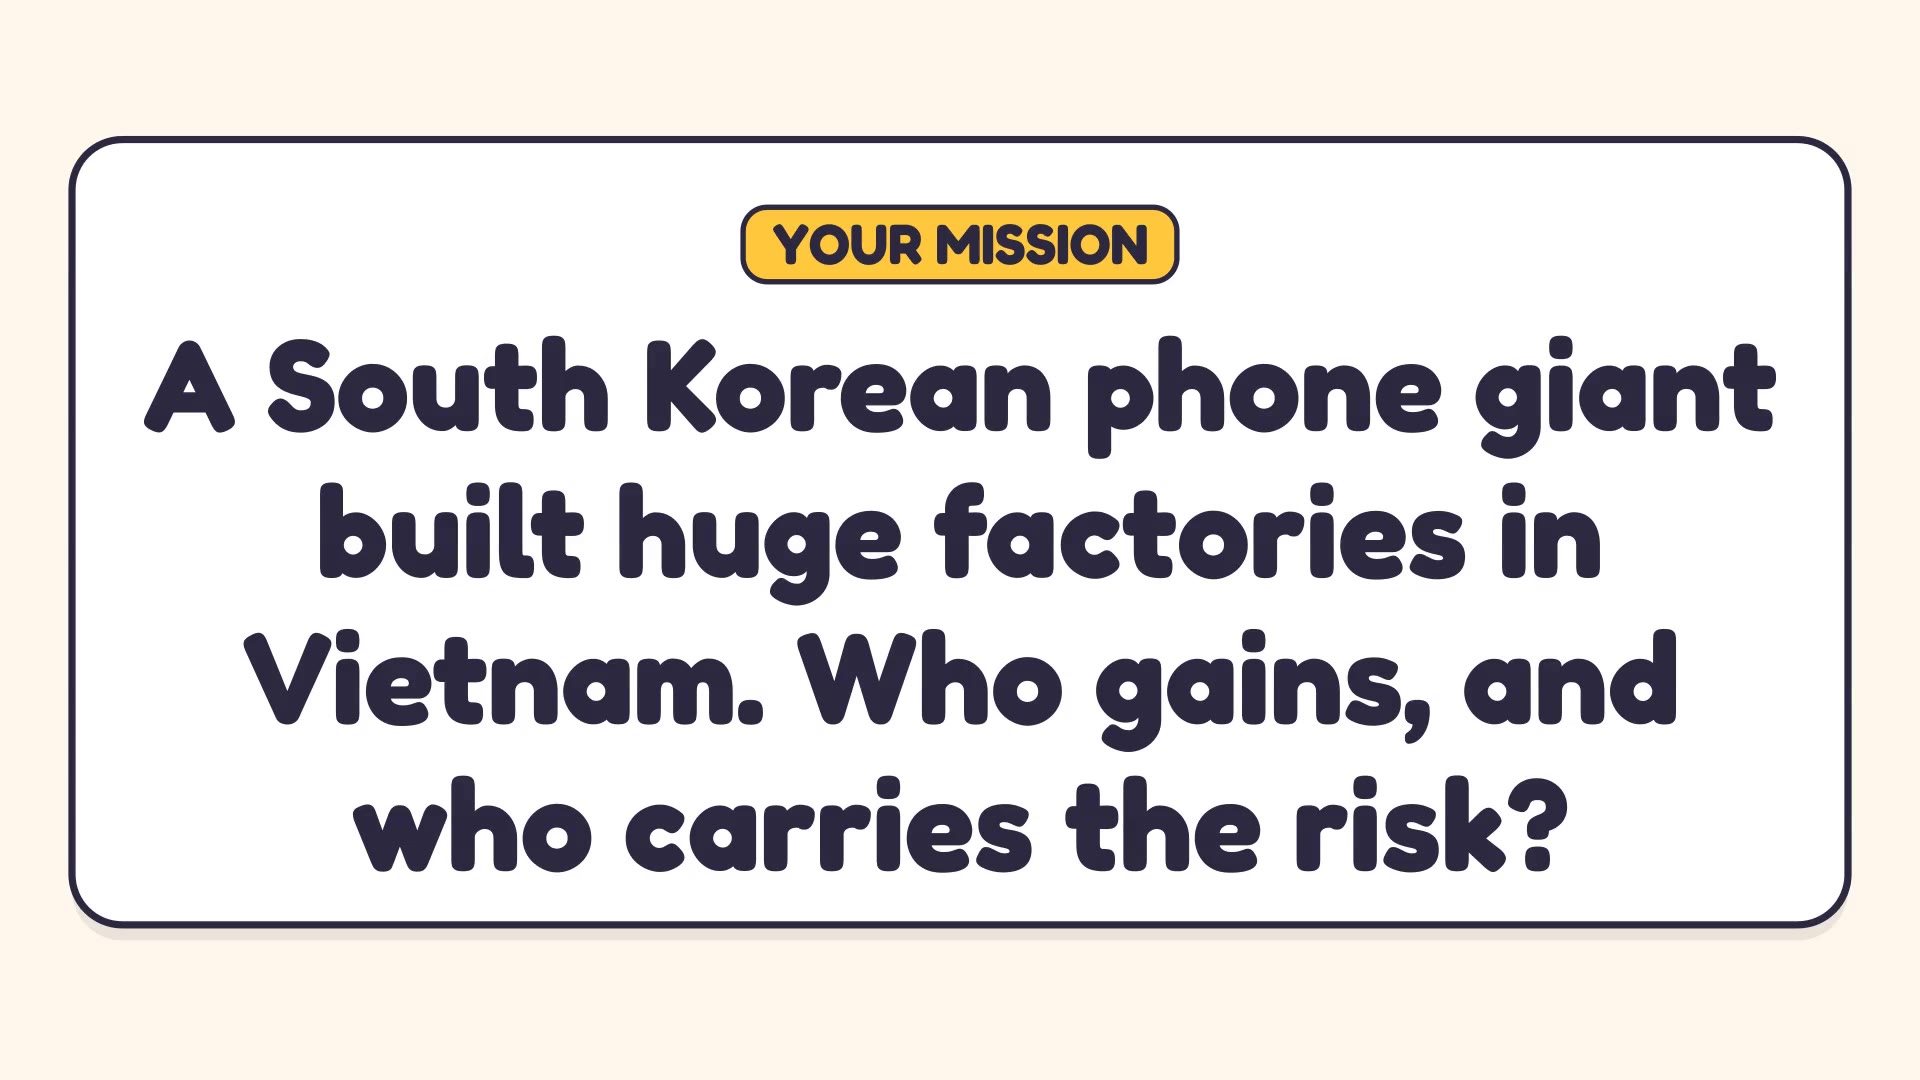 YOUR MISSION
A South Korean phone giant
built huge factories in
Vietnam. Who gains, and
who carries the risk?